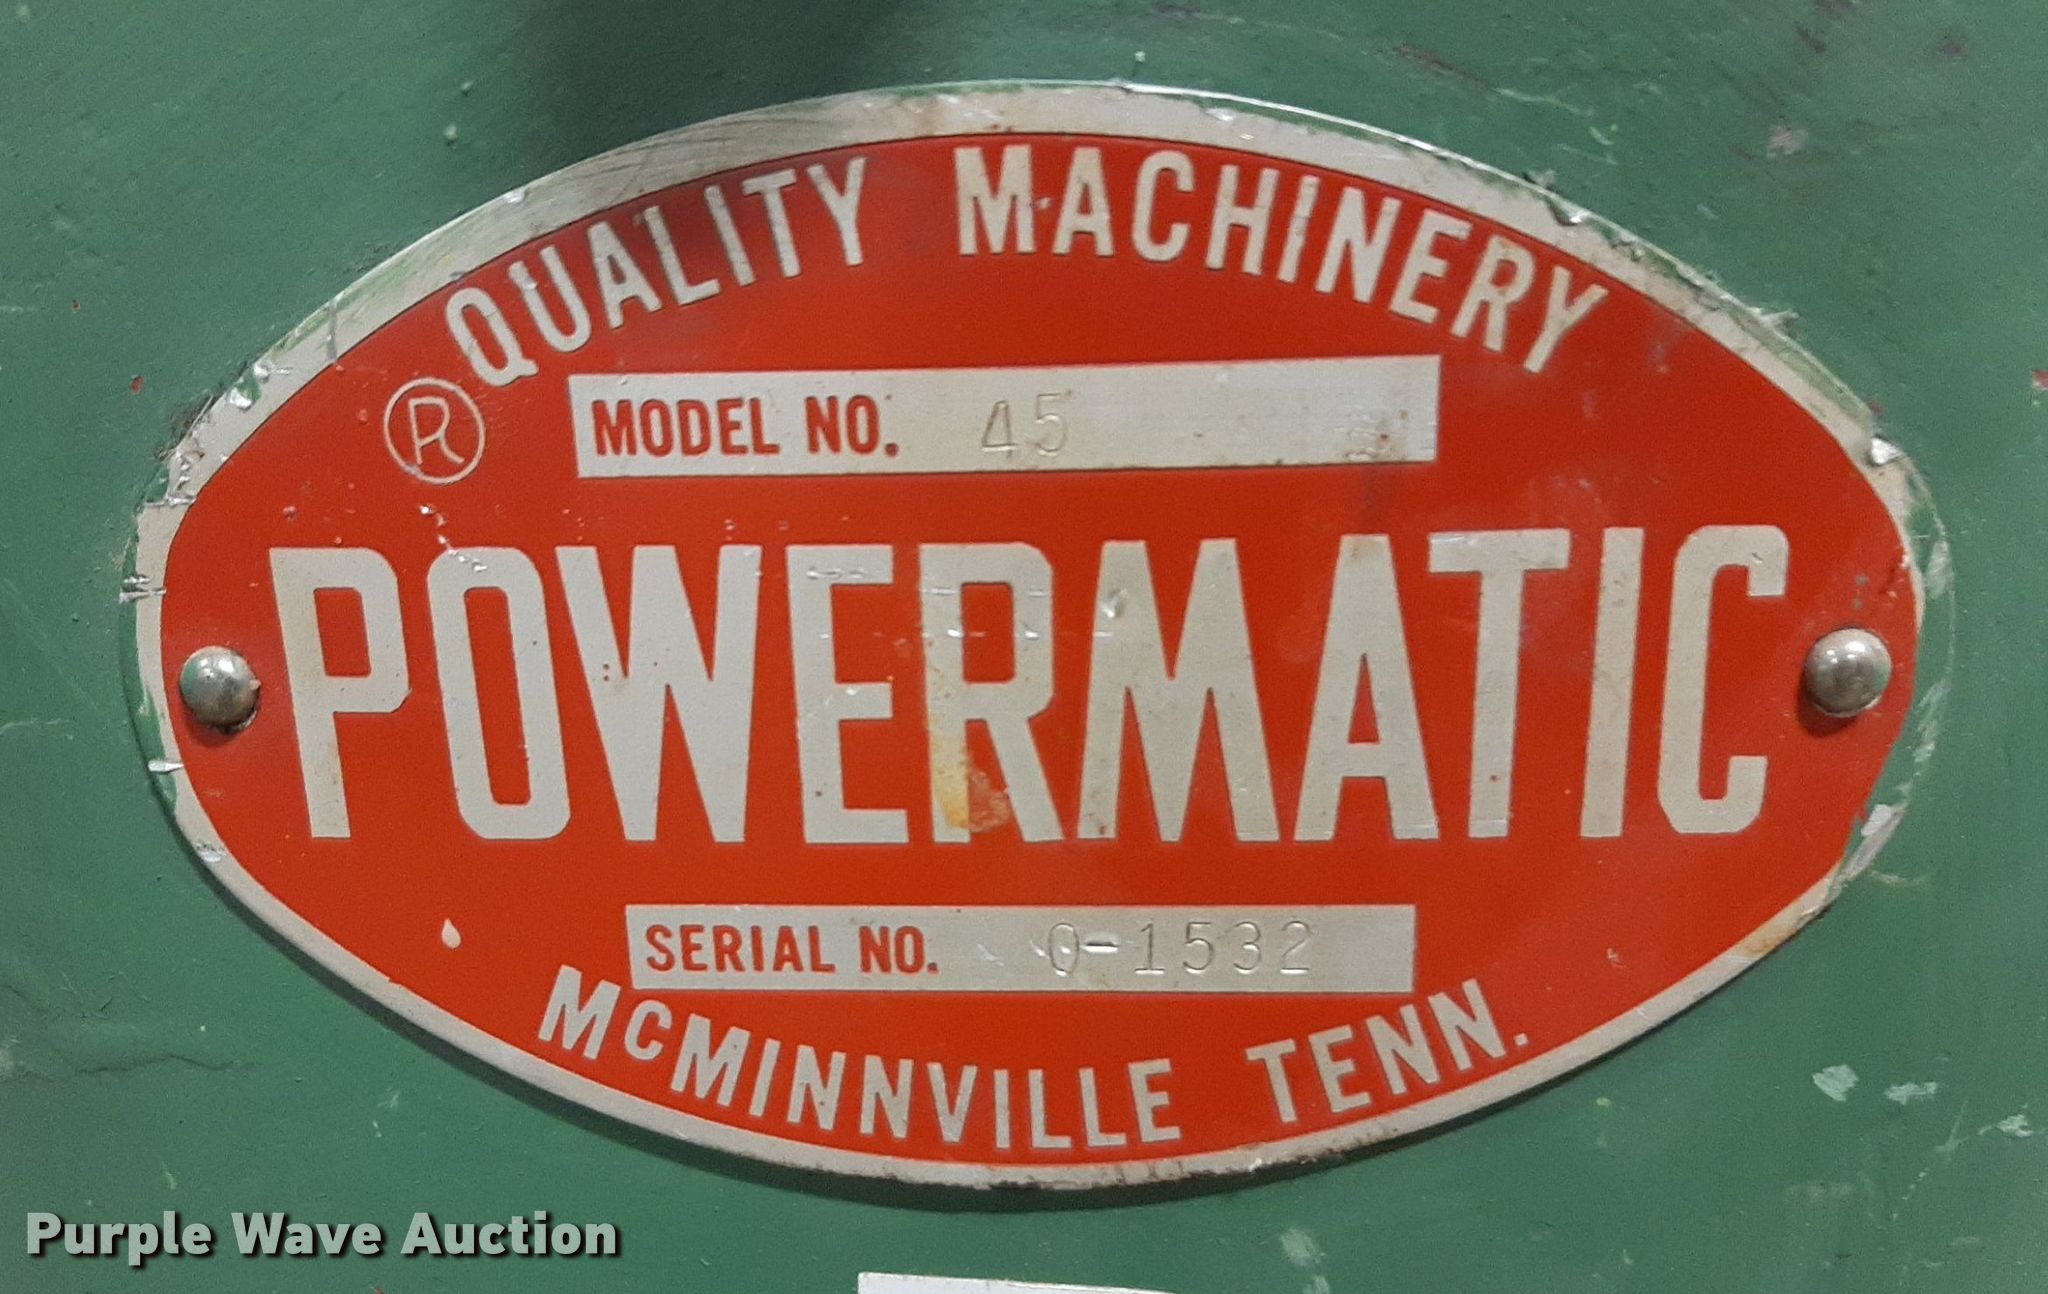 QUALITY MACHINERY
®
MODEL NO. 45
POWERMATIC
SERIAL NO. 0-1532
McMINNVILLE TENN.
Purple Wave Auction